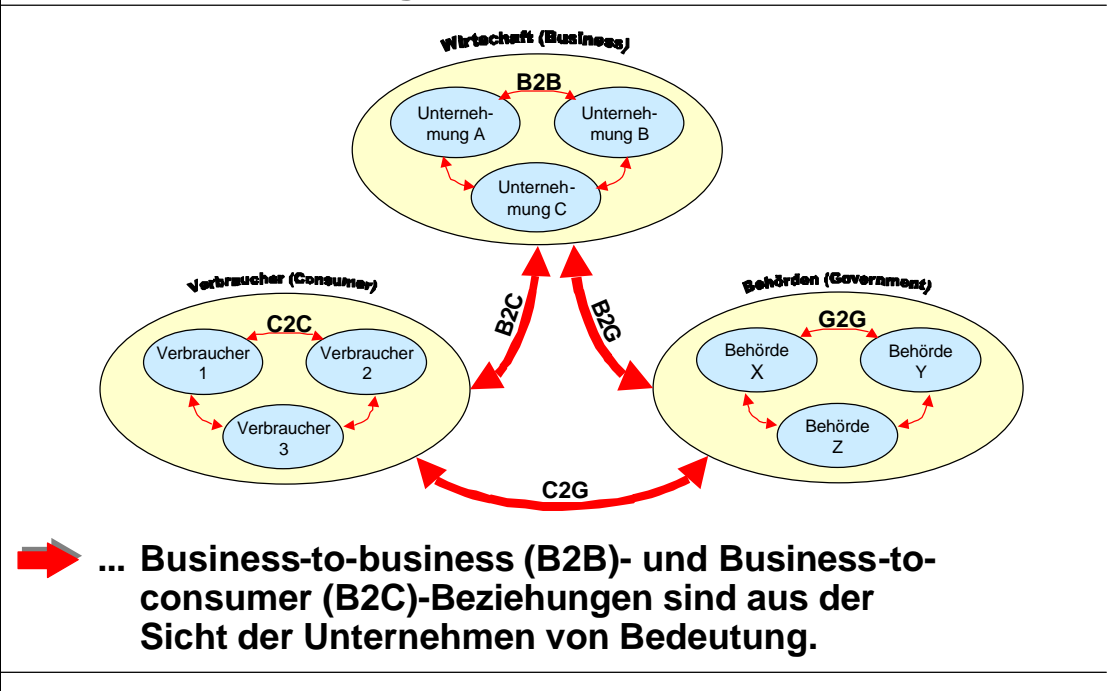 Wirtschaft (Business)
B2B
Unterneh-
mung A
Unterneh-
mung B
Unterneh-
mung C
Verbraucher (Consumer)
C2C
Verbraucher
1
Verbraucher
2
Verbraucher
3
B2C
B2G
Behörden (Government)
G2G
Behörde
X
Behörde
Y
Behörde
Z
C2G
... Business-to-business (B2B)- und Business-to-
consumer (B2C)-Beziehungen sind aus der
Sicht der Unternehmen von Bedeutung.